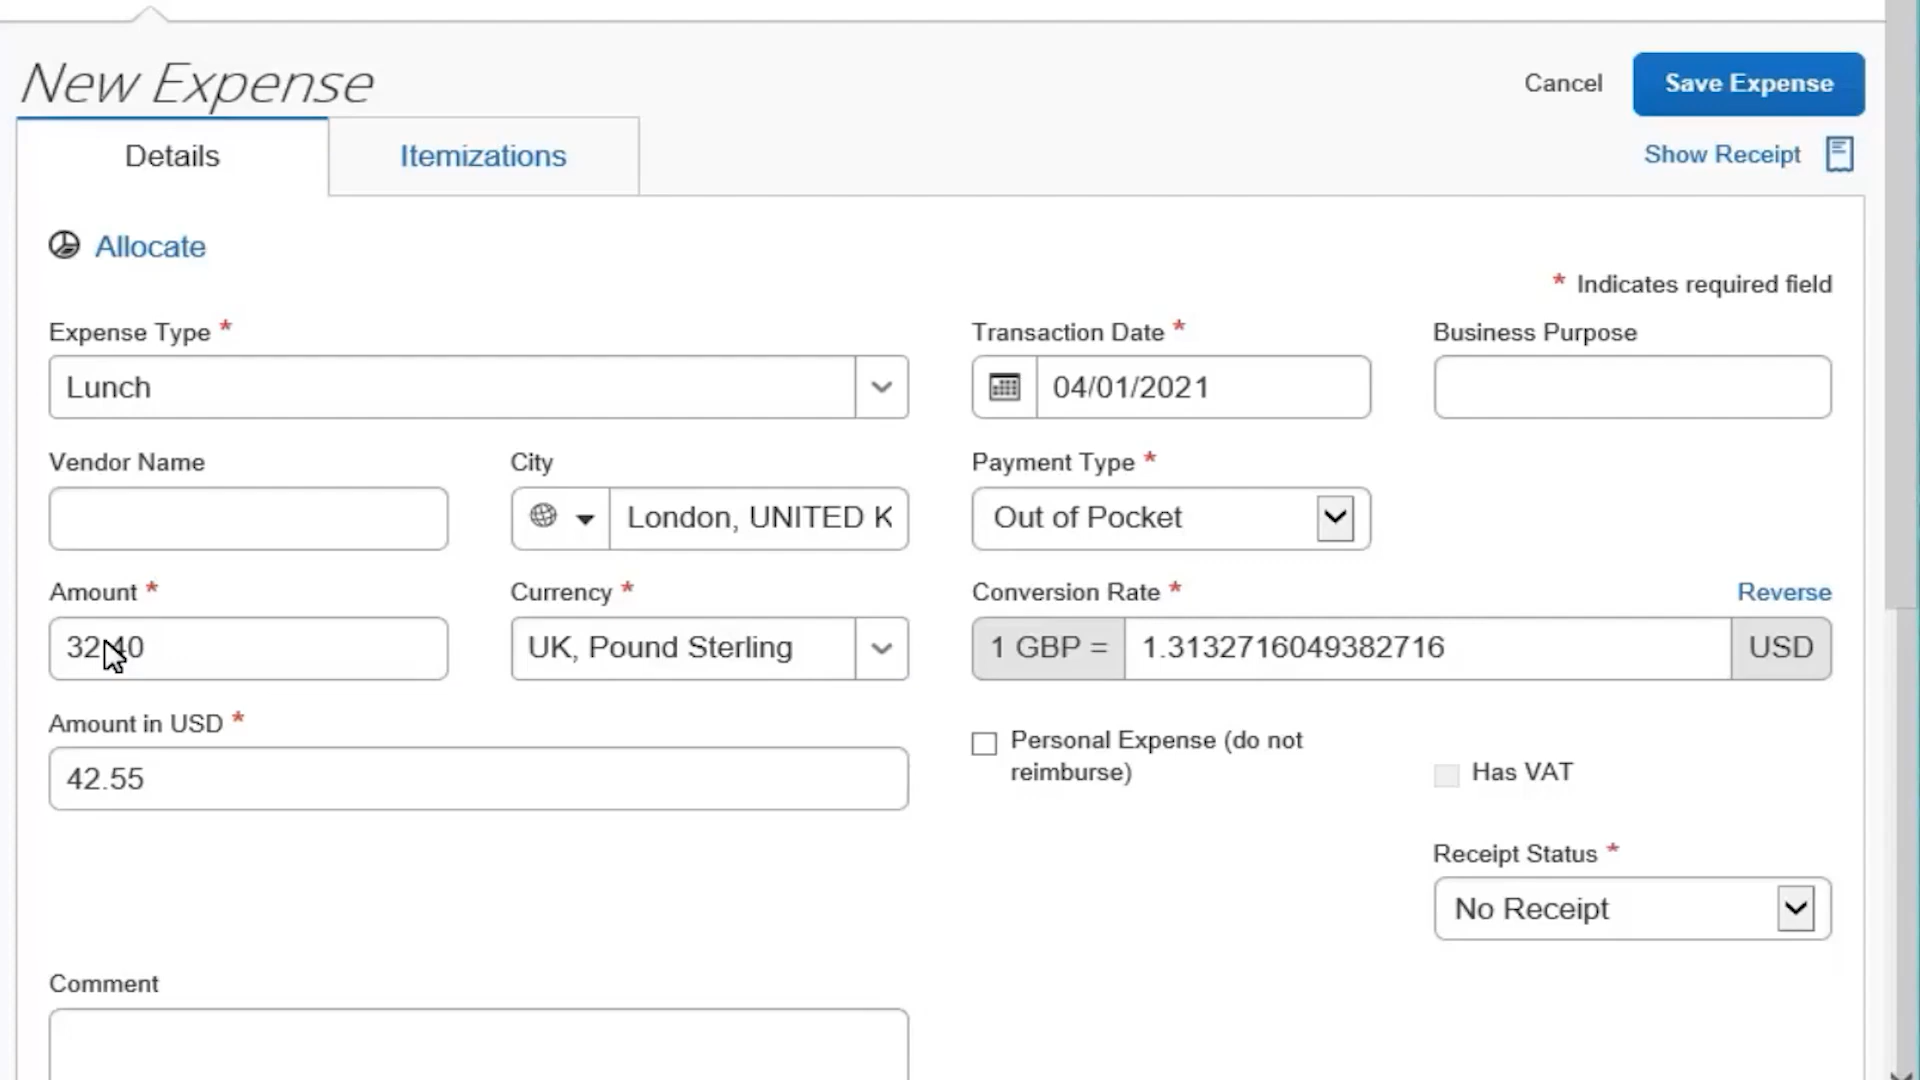 New Expense
Cancel
Save Expense
Details
Itemizations
Show Receipt
Allocate
* Indicates required field
Expense Type *
Transaction Date *
Business Purpose
Lunch
04/01/2021
Vendor Name
City
Payment Type *
London, UNITED K
Out of Pocket
Amount *
Currency *
Conversion Rate *
Reverse
32.40
UK, Pound Sterling
1 GBP =
1.3132716049382716
USD
Amount in USD *
42.55
Personal Expense (do not
reimburse)
Has VAT
Receipt Status *
No Receipt
Comment